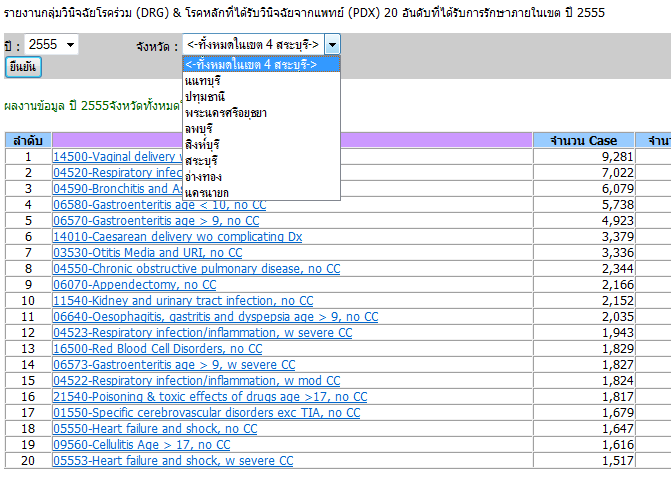 รายงานกลุ่มวินิจฉัยโรคร่วม (DRG) & โรคหลักที่ได้รับวินิจฉัยจากแพทย์ (PDX) 20 อันดับที่ได้รับการรักษาภายในเขต ปี 2555
ปี : 2555 จังหวัด : <-ทั้งหมดในเขต 4 สระบุรี->
ยืนยัน
<-ทั้งหมดในเขต 4 สระบุรี->
นนทบุรี
ปทุมธานี
พระนครศรีอยุธยา
ลพบุรี
สิงห์บุรี
สระบุรี
อ่างทอง
นครนายก
ผลงานข้อมูล ปี 2555จังหวัดทั้งหมด
ลำดับ จำนวน Case
1 14500-Vaginal delivery 9,281
2 04520-Respiratory 7,022
3 04590-Bronchitis and 6,079
4 06580-Gastroenteritis age < 10, no CC 5,738
5 06570-Gastroenteritis age > 9, no CC 4,923
6 14010-Caesarean delivery wo complicating Dx 3,379
7 03530-Otitis Media and URI, no CC 3,336
8 04550-Chronic obstructive pulmonary disease, no CC 2,344
9 06070-Appendectomy, no CC 2,166
10 11540-Kidney and urinary tract infection, no CC 2,152
11 06640-Oesophagitis, gastritis and dyspepsia age > 9, no CC 2,035
12 04523-Respiratory infection/inflammation, w severe CC 1,943
13 16500-Red Blood Cell Disorders, no CC 1,829
14 06573-Gastroenteritis age > 9, w severe CC 1,827
15 04522-Respiratory infection/inflammation, w mod CC 1,824
16 21540-Poisoning & toxic effects of drugs age >17, no CC 1,817
17 01550-Specific cerebrovascular disorders exc TIA, no CC 1,679
18 05550-Heart failure and shock, no CC 1,647
19 09560-Cellulitis Age > 17, no CC 1,616
20 05553-Heart failure and shock, w severe CC 1,517